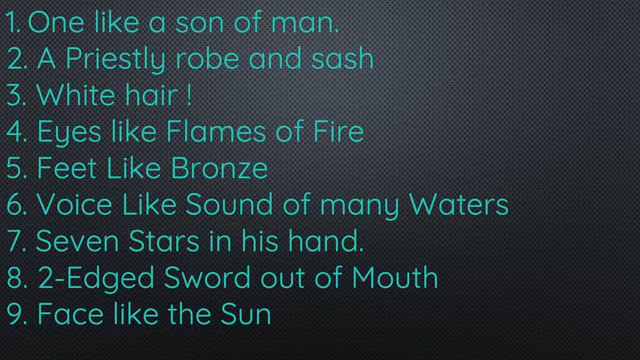 1. One like a son of man.
2. A Priestly robe and sash
3. White hair !
4. Eyes like Flames of Fire
5. Feet Like Bronze
6. Voice Like Sound of many Waters
7. Seven Stars in his hand.
8. 2-Edged Sword out of Mouth
9. Face like the Sun